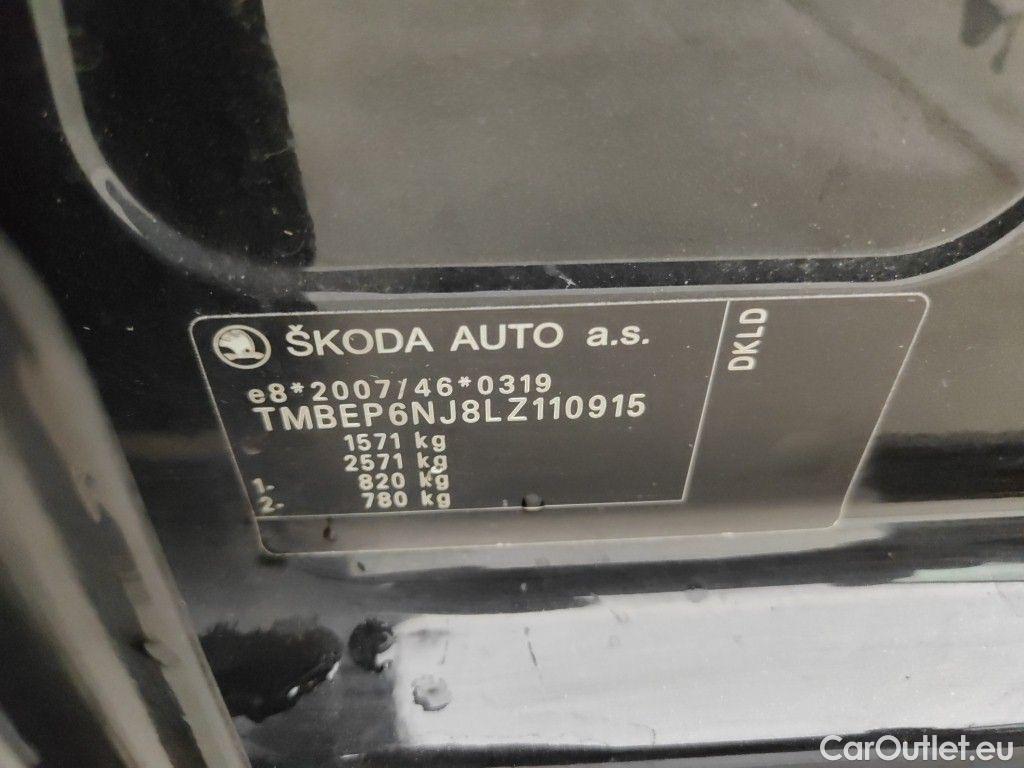 ŠKODA AUTO a.s.
e8*2007/46*0319
TMBEP6NJ8LZ110915
1571 kg
2571 kg
1- 820 kg
2- 780 kg
DKLD
CarOutlet.eu